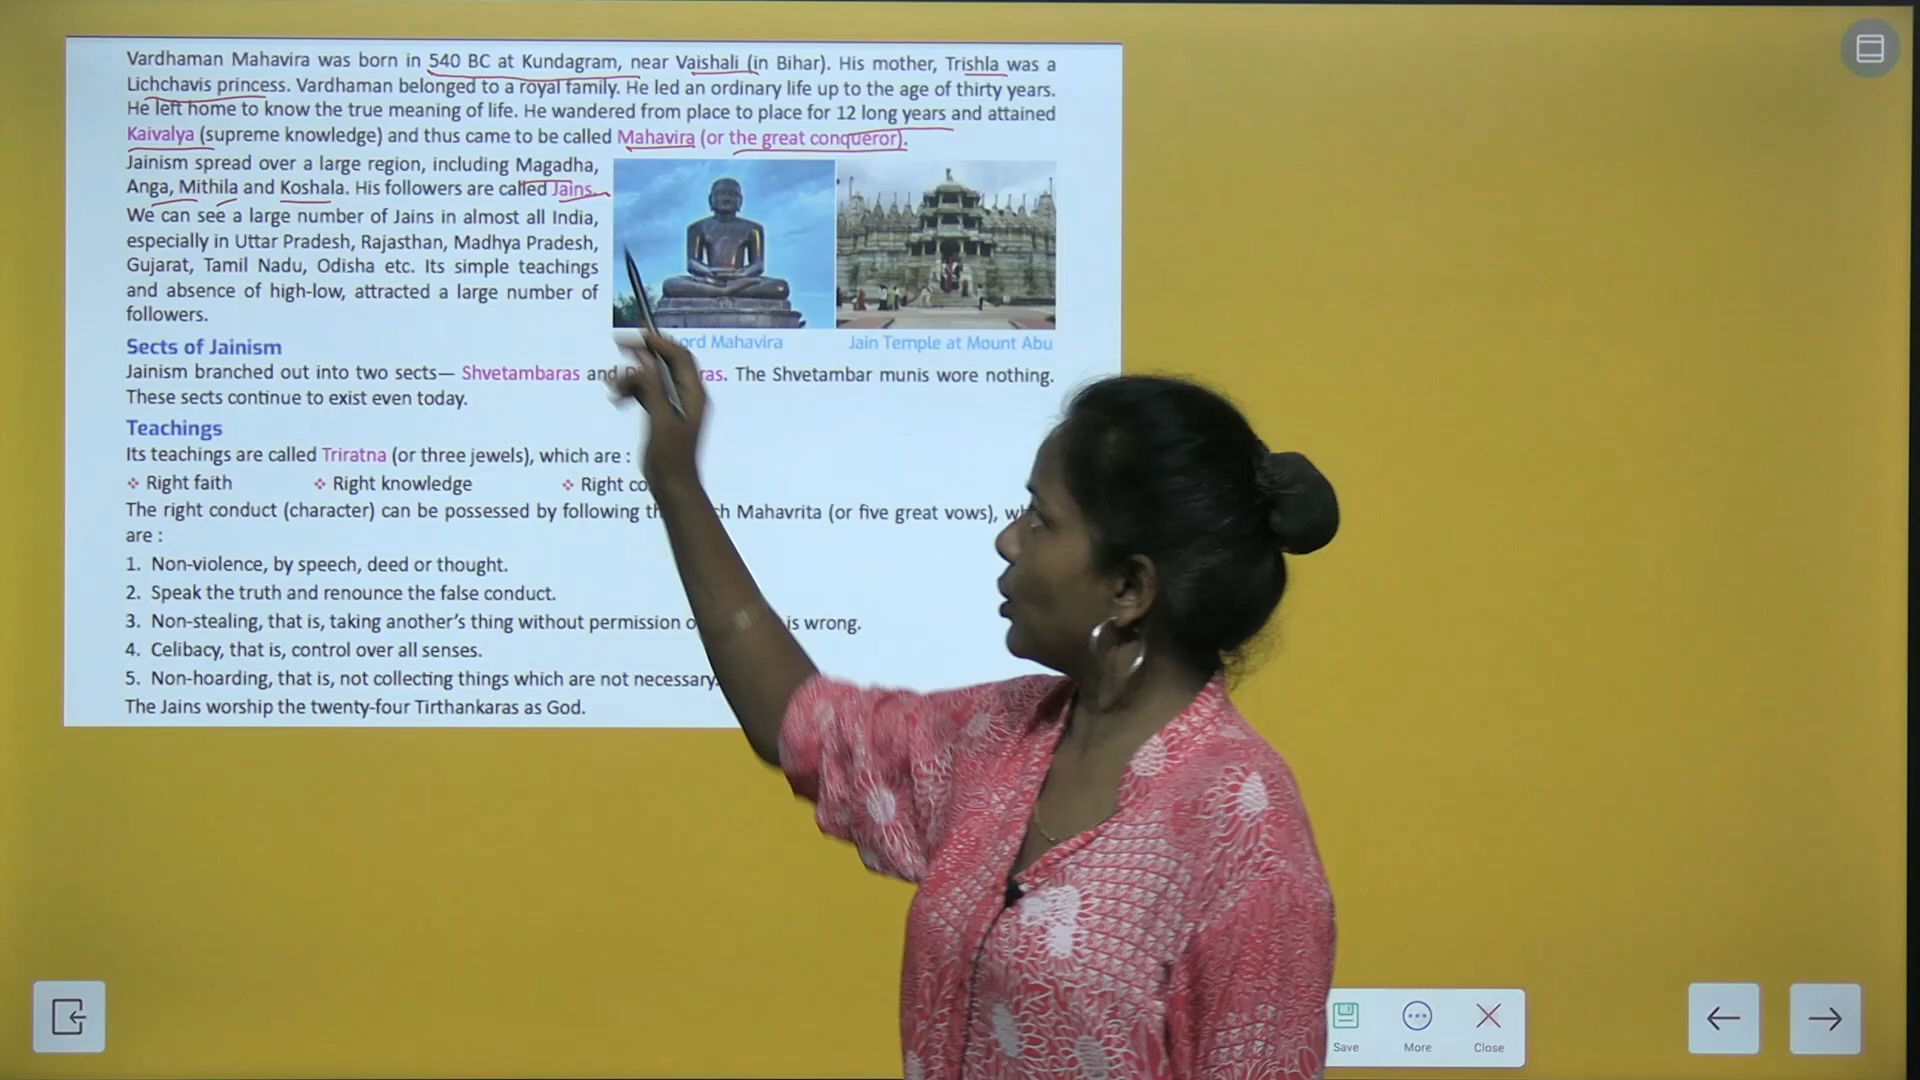 Vardhaman Mahavira was born in 540 BC at Kundagram, near Vaishali (in Bihar). His mother, Trishla was a
Lichchavis princess. Vardhaman belonged to a royal family. He led an ordinary life up to the age of thirty years.
He left home to know the true meaning of life. He wandered from place to place for 12 long years and attained
Kaivalya (supreme knowledge) and thus came to be called Mahavira (or the great conqueror).
Jainism spread over a large region, including Magadha,
Anga, Mithila and Koshala. His followers are called Jains.
We can see a large number of Jains in almost all India,
especially in Uttar Pradesh, Rajasthan, Madhya Pradesh,
Gujarat, Tamil Nadu, Odisha etc. Its simple teachings
and absence of high-low, attracted a large number of
followers.
Mahavira
Jain Temple at Mount Abu
Sects of Jainism
Jainism branched out into two sects— Shvetambaras and The Shvetambar munis wore nothing.
These sects continue to exist even today.
Teachings
Its teachings are called Triratna (or three jewels), which are :
❖ Right faith ❖ Right knowledge ❖ Right
The right conduct (character) can be possessed by following Mahavrita (or five great vows),
are :
1. Non-violence, by speech, deed or thought.
2. Speak the truth and renounce the false conduct.
3. Non-stealing, that is, taking another's thing without permission is wrong.
4. Celibacy, that is, control over all senses.
5. Non-hoarding, that is, not collecting things which are not necessary.
The Jains worship the twenty-four Tirthankaras as God.
Save More Close